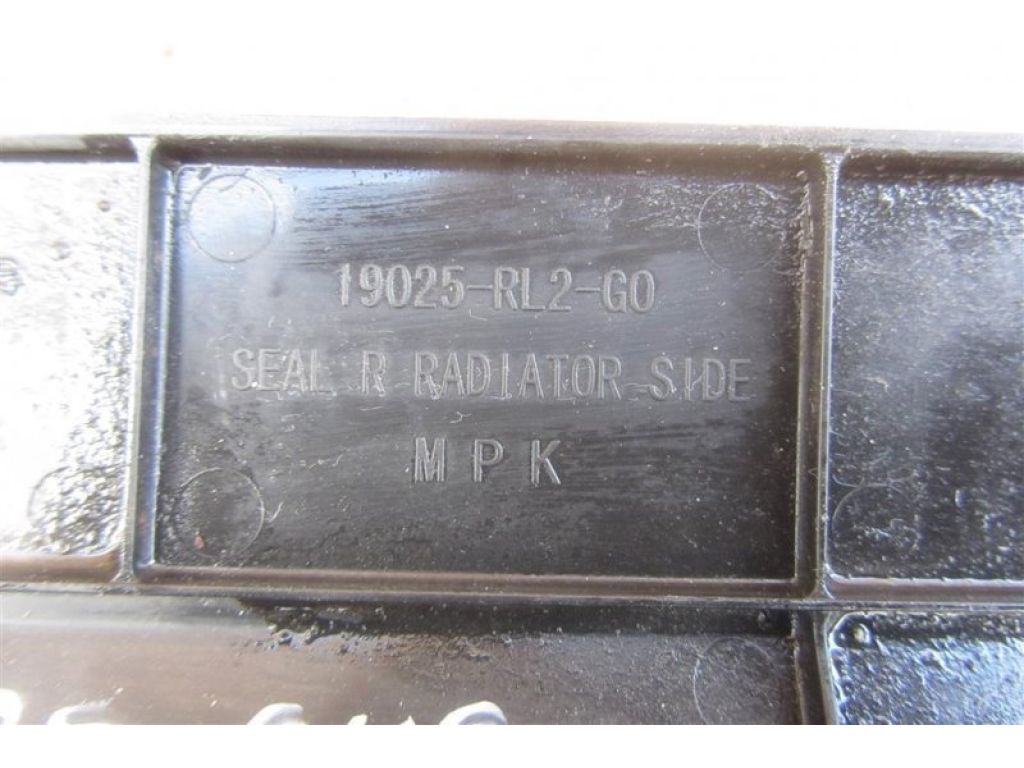 19025-RL2-G0
SEAL R RADIATOR SIDE
MPK